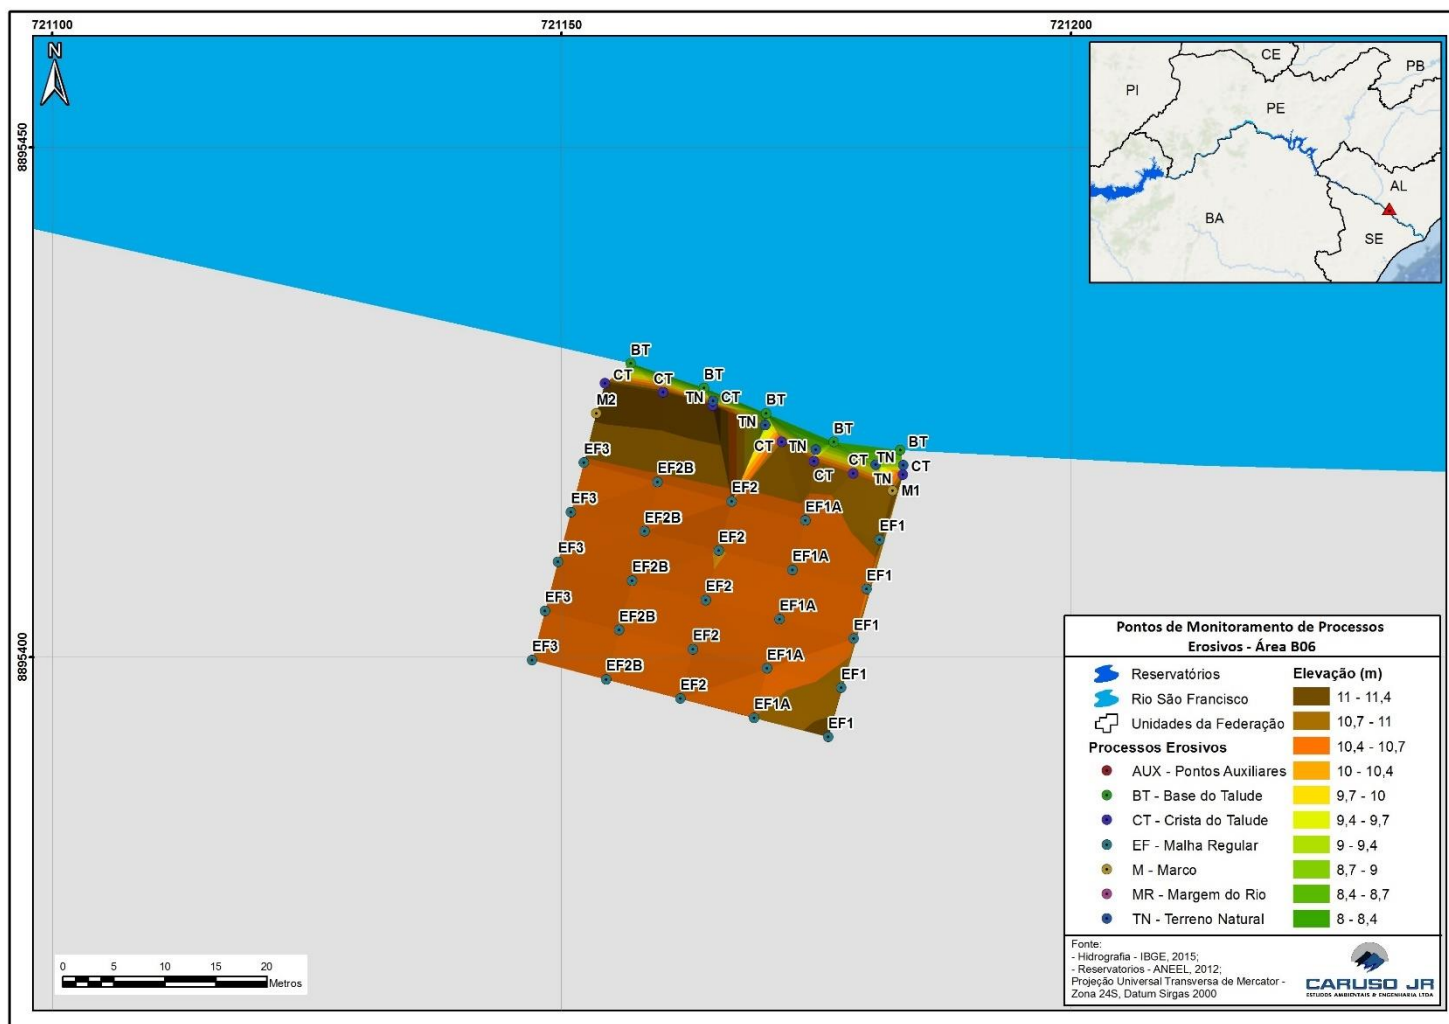 721100
721150
721200
N
8895450
8895400
CE
PB
PI
PE
AL
BA
SE
BT
CT
CT
BT
TN
CT
BT
M2
TN
BT
CT
TN
BT
CT
CT
TN
CT
TN
M1
EF3
EF2B
EF2
EF1A
EF1
EF3
EF2B
EF2
EF1A
EF1
EF3
EF2B
EF2
EF1A
EF1
EF3
EF2B
EF2
EF1A
EF1
EF3
EF2B
EF2
EF1A
EF1
0 5 10 15 20
Metros
Pontos de Monitoramento de Processos
Erosivos - Área B06
Reservatórios
Rio São Francisco
Unidades da Federação
Processos Erosivos
AUX - Pontos Auxiliares
BT - Base do Talude
CT - Crista do Talude
EF - Malha Regular
M - Marco
MR - Margem do Rio
TN - Terreno Natural
Elevação (m)
11 - 11,4
10,7 - 11
10,4 - 10,7
10 - 10,4
9,7 - 10
9,4 - 9,7
9 - 9,4
8,7 - 9
8,4 - 8,7
8 - 8,4
Fonte:
- Hidrografia - IBGE, 2015;
- Reservatorios - ANEEL, 2012;
Projeção Universal Transversa de Mercator -
Zona 24S, Datum Sirgas 2000
CARUSO JR
ESTUDOS AMBIENTAIS & ENGENHARIA LTDA